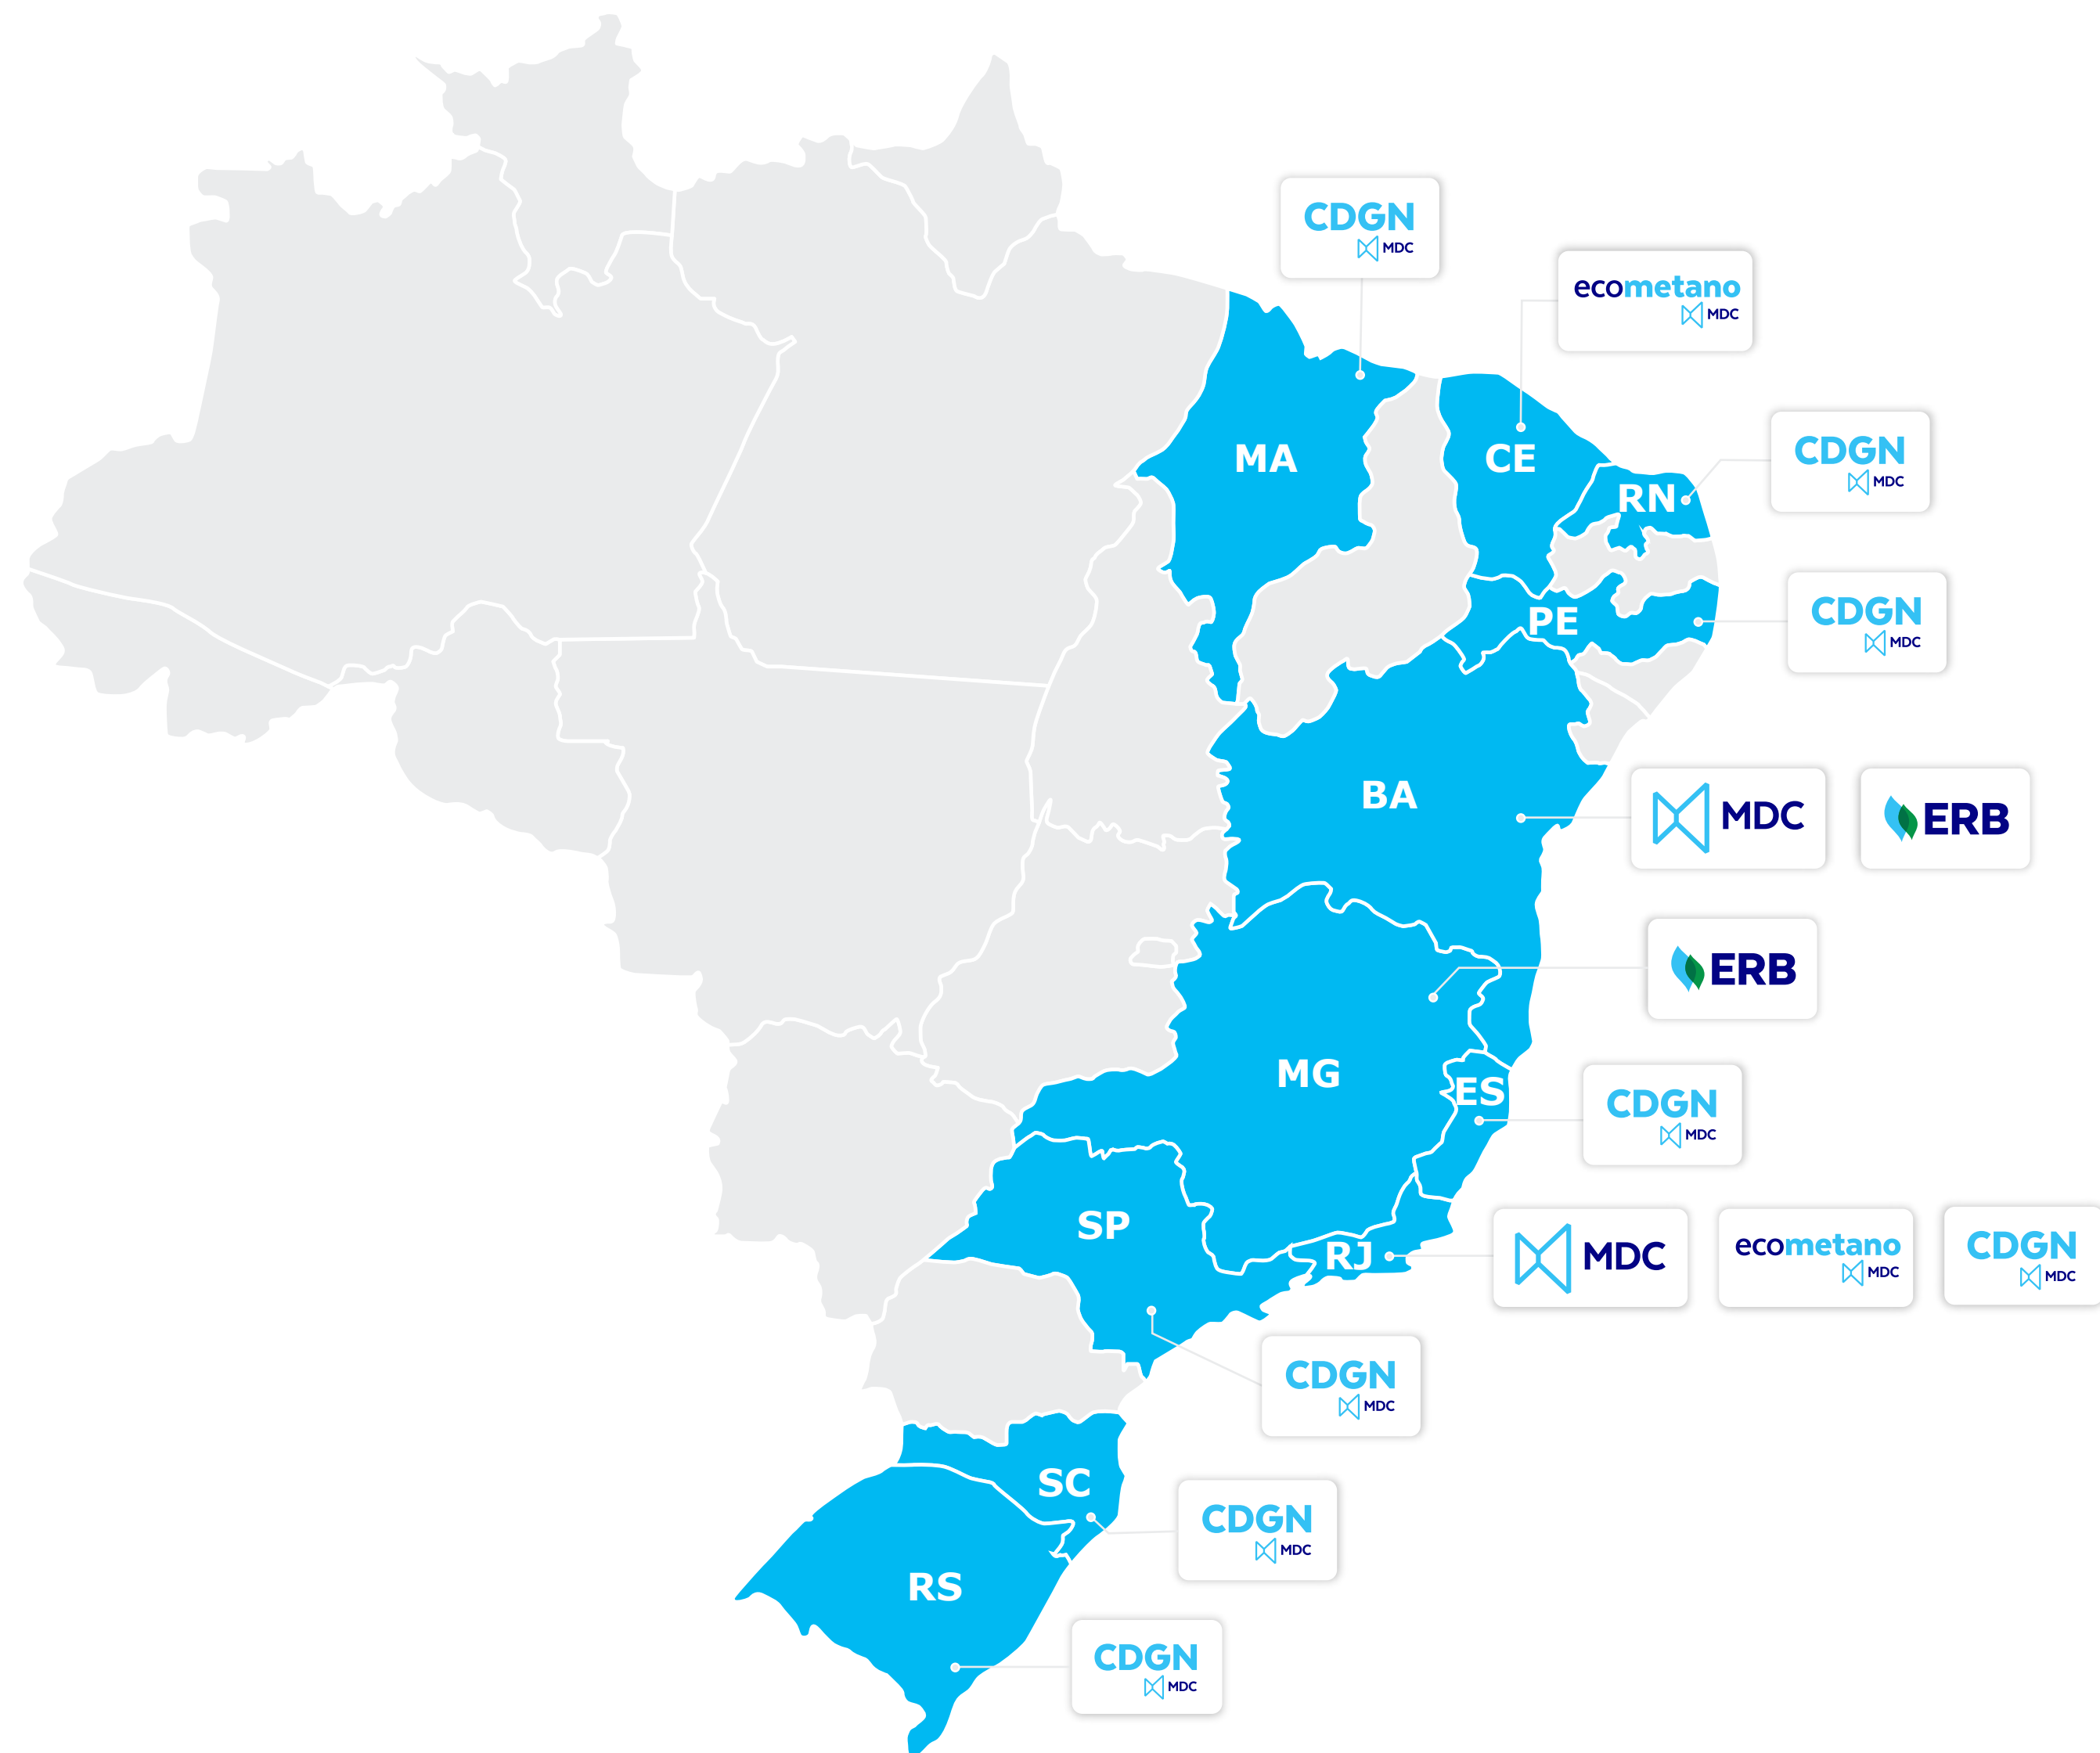 CDGN
MDC
ecometano
MDC
MA
CE
CDGN
MDC
RN
CDGN
MDC
PE
BA
MDC
ERB
ERB
MG
ES
CDGN
MDC
SP
RJ
MDC
ecometano
MDC
CDGN
MDC
CDGN
MDC
SC
CDGN
MDC
RS
CDGN
MDC